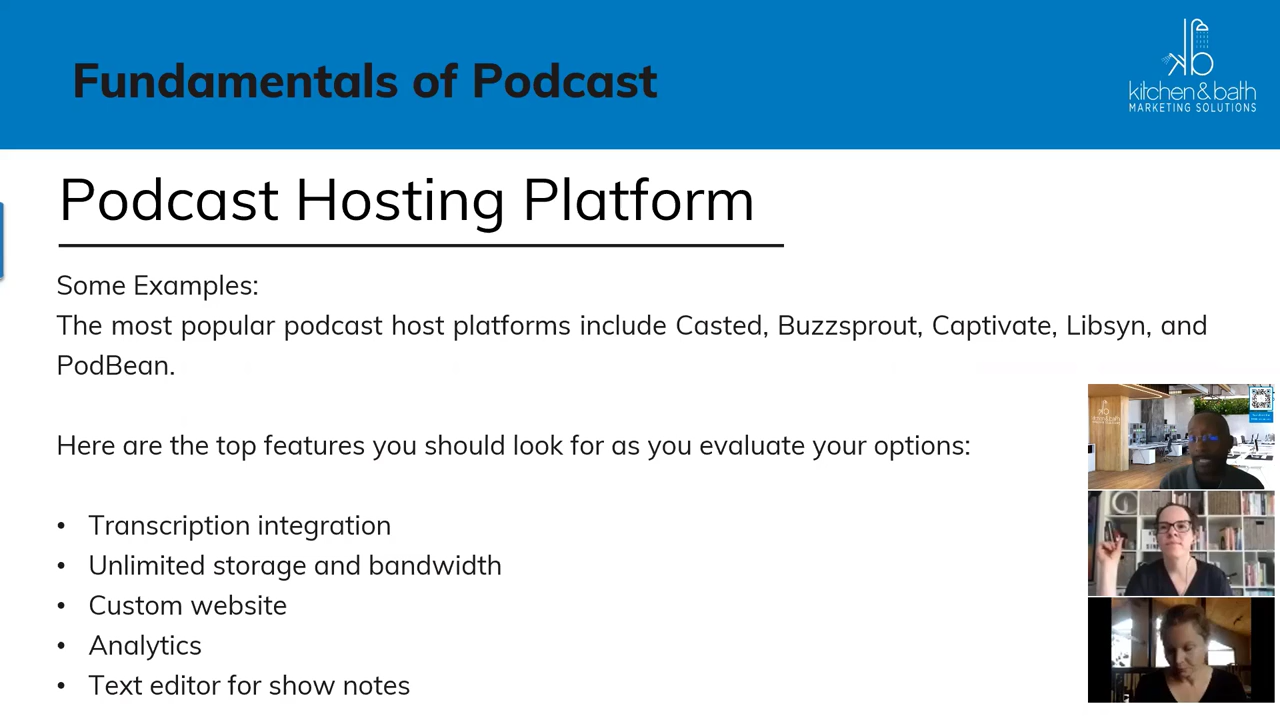 Fundamentals of Podcast
kitchen&bath
MARKETING SOLUTIONS
Podcast Hosting Platform
Some Examples:
The most popular podcast host platforms include Casted, Buzzsprout, Captivate, Libsyn, and
PodBean.
Here are the top features you should look for as you evaluate your options:
• Transcription integration
• Unlimited storage and bandwidth
• Custom website
• Analytics
• Text editor for show notes